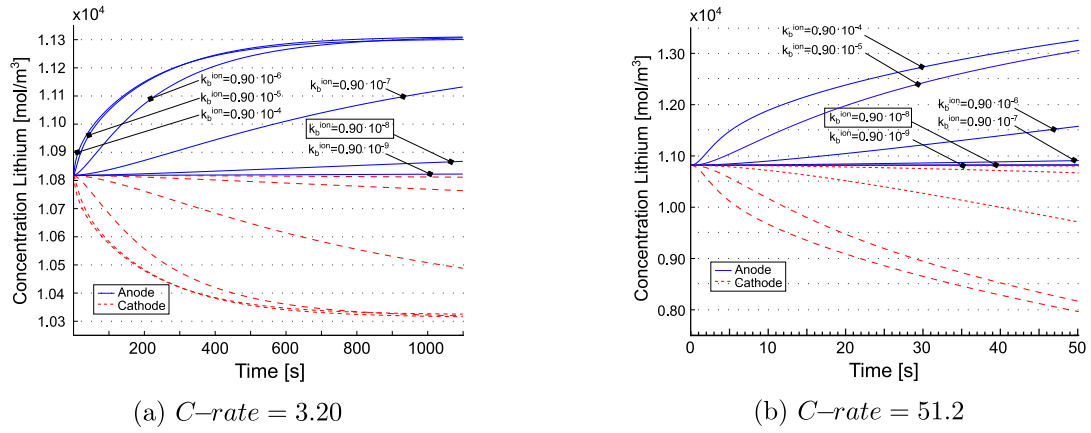 x10⁴
1.13
1.13
1.11
1.09
1.08
1.07
1.06
1.05
1.04
1.03
Concentration Lithium [mol/m³]
k_b^ion=0.90·10⁻⁶
k_b^ion=0.90·10⁻⁵
k_b^ion=0.90·10⁻⁴
k_b^ion=0.90·10⁻⁷
k_b^ion=0.90·10⁻⁸
k_b^ion=0.90·10⁻⁹
Anode
Cathode
200 400 600 800 1000
Time [s]
(a) C–rate = 3.20
x10⁴
1.30
1.20
1.10
1.00
0.90
0.80
Concentration Lithium [mol/m³]
k_b^ion=0.90·10⁻⁴
k_b^ion=0.90·10⁻⁵
k_b^ion=0.90·10⁻⁸
k_b^ion=0.90·10⁻⁹
k_b^ion=0.90·10⁻⁶
k_b^ion=0.90·10⁻⁷
Anode
Cathode
0 10 20 30 40 50
Time [s]
(b) C–rate = 51.2